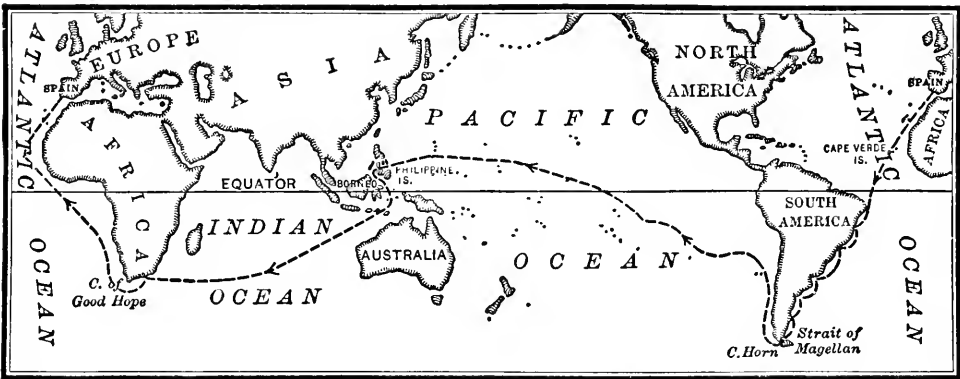 ATLANTIC
EUROPE
SPAIN
ASIA
AFRICA
PACIFIC
NORTH
AMERICA
ATLANTIC
SPAIN
AFRICA
CAPE VERDE
IS.
EQUATOR
BORNEO
PHILIPPINE
IS.
INDIAN
OCEAN
AUSTRALIA
OCEAN
SOUTH
AMERICA
OCEAN
C. of
Good Hope
OCEAN
C. Horn
Strait of
Magellan